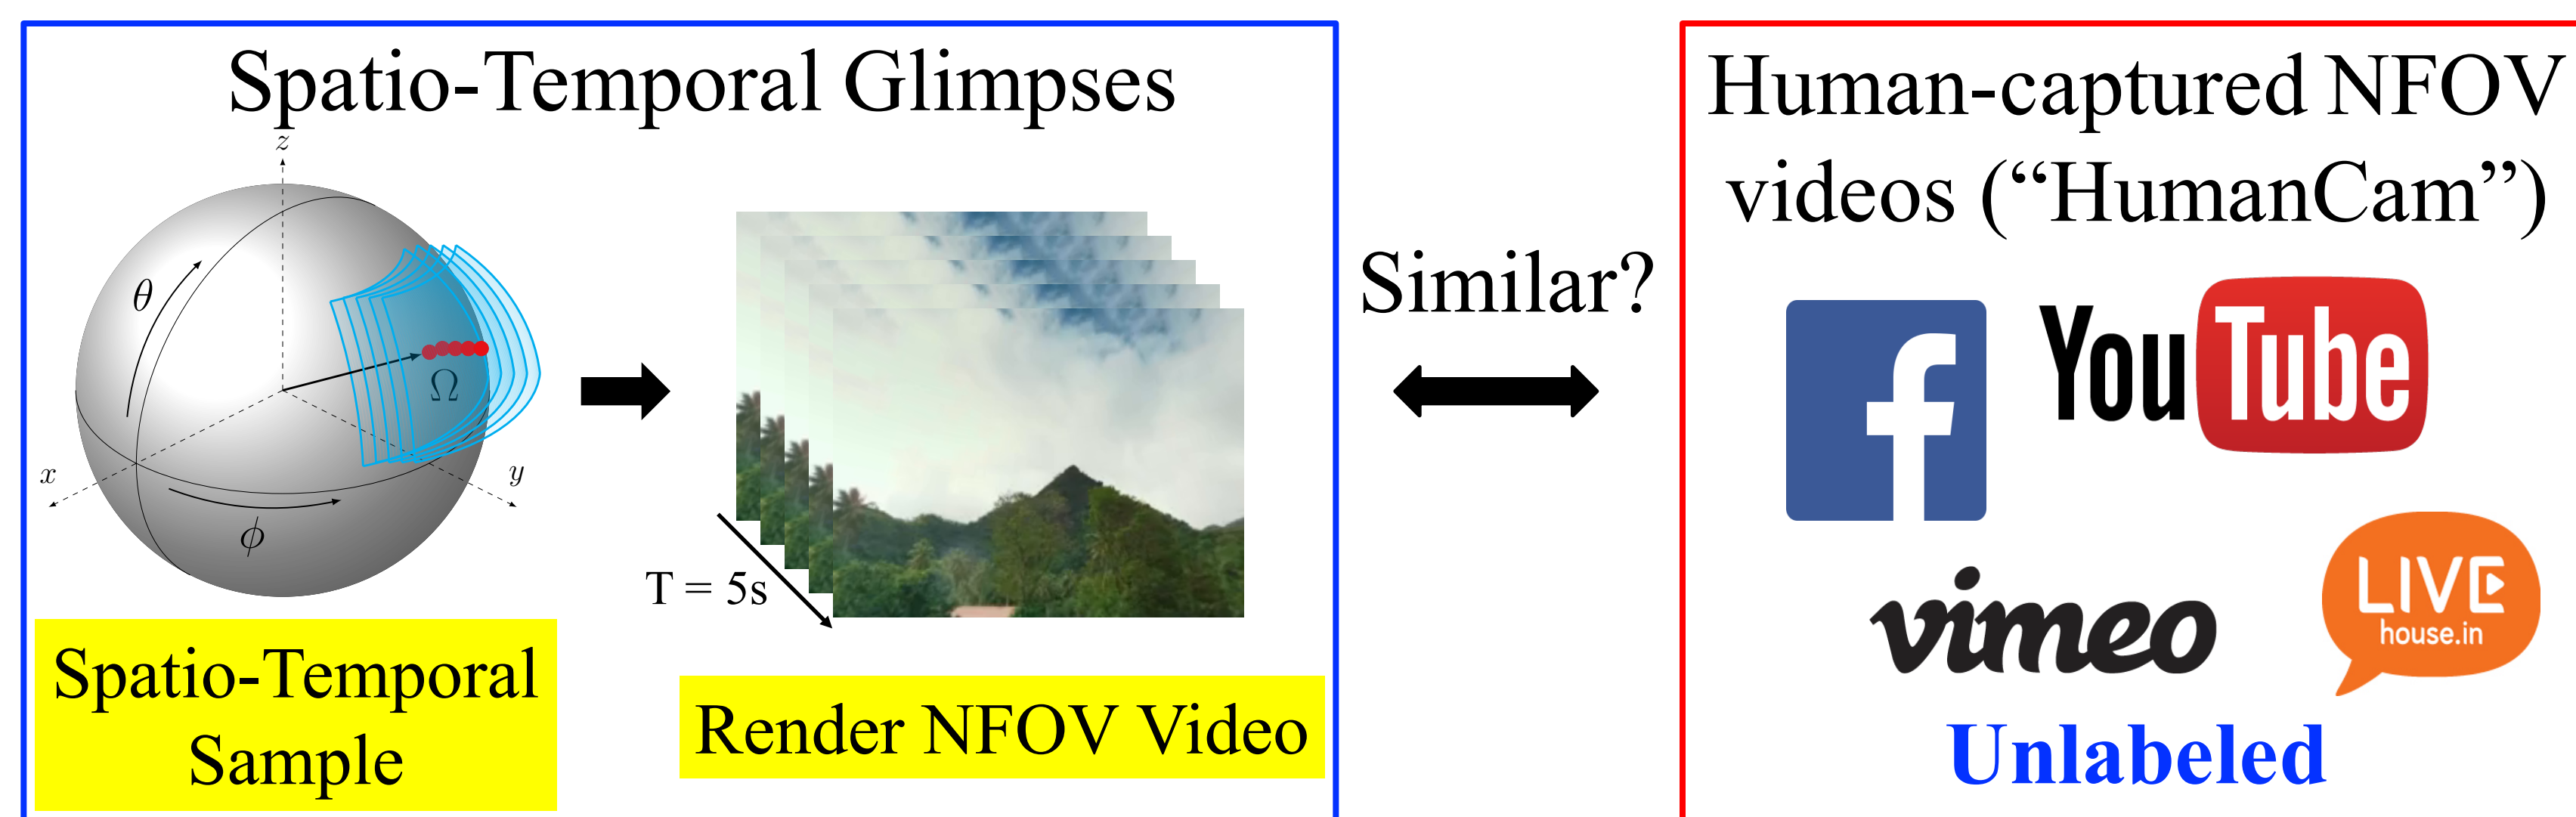 Spatio-Temporal Glimpses
z
θ
Ω
x
y
ϕ
Spatio-Temporal
Sample
T = 5s
Render NFOV Video
Similar?
Human-captured NFOV
videos (“HumanCam”)
f
YouTube
vimeo
LIVE
house.in
Unlabeled